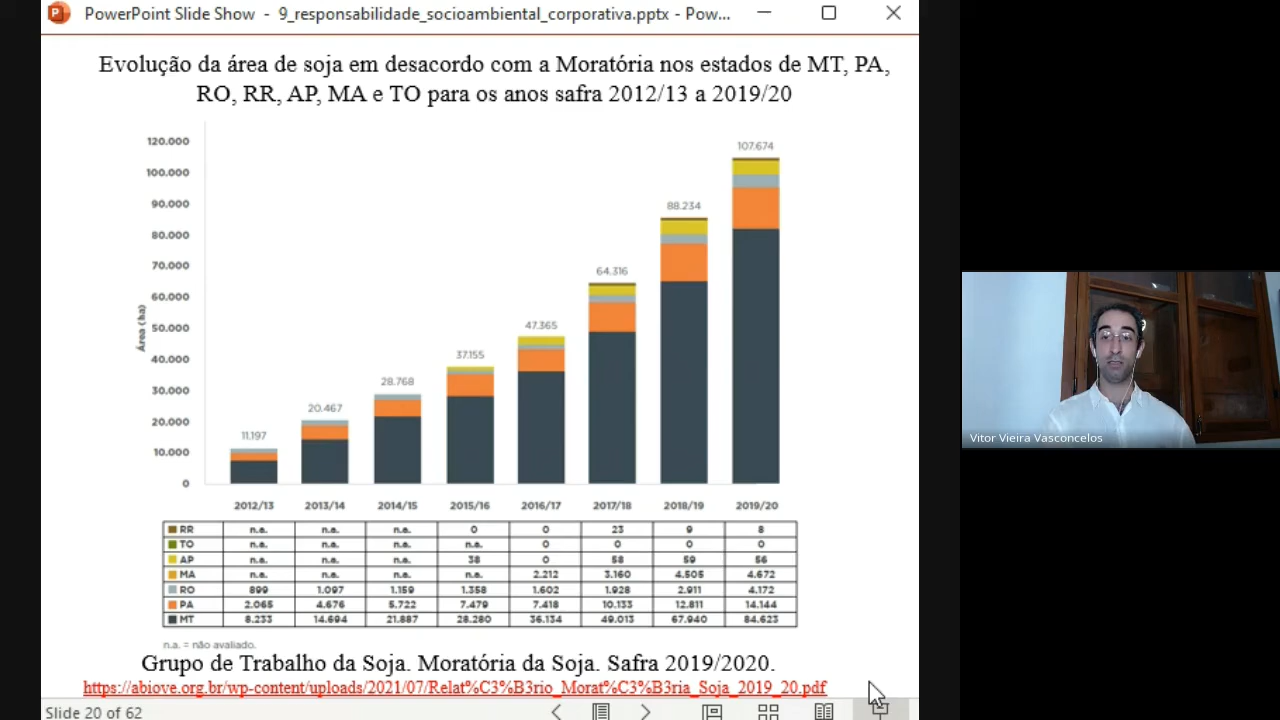 PowerPoint Slide Show - 9_responsabilidade_socioambiental_corporativa.pptx - Pow...
Evolução da área de soja em desacordo com a Moratória nos estados de MT, PA,
RO, RR, AP, MA e TO para os anos safra 2012/13 a 2019/20
120.000
100.000
90.000
80.000
70.000
60.000
50.000
40.000
30.000
20.000
10.000
0
Área (ha)
11.197
20.467
28.768
37.155
47.365
64.316
88.234
107.674
2012/13 2013/14 2014/15 2015/16 2016/17 2017/18 2018/19 2019/20
RR n.a. n.a. n.a. 0 0 23 9 8
TO n.a. n.a. n.a. n.a. 0 0 0 0
AP n.a. n.a. n.a. 38 0 58 59 56
MA n.a. n.a. n.a. n.a. 2.212 3.160 4.505 4.672
RO 899 1.097 1.159 1.358 1.602 1.928 2.911 4.172
PA 2.065 4.676 5.722 7.479 7.418 10.133 12.811 14.144
MT 8.233 14.694 21.887 28.280 36.134 49.013 67.940 84.623
n.a. = não avaliado.
Grupo de Trabalho da Soja. Moratória da Soja. Safra 2019/2020.
https://abiove.org.br/wp-content/uploads/2021/07/Relat%C3%B3rio_Morat%C3%B3ria_Soja_2019_20.pdf
Slide 20 of 62
Vitor Vieira Vasconcelos